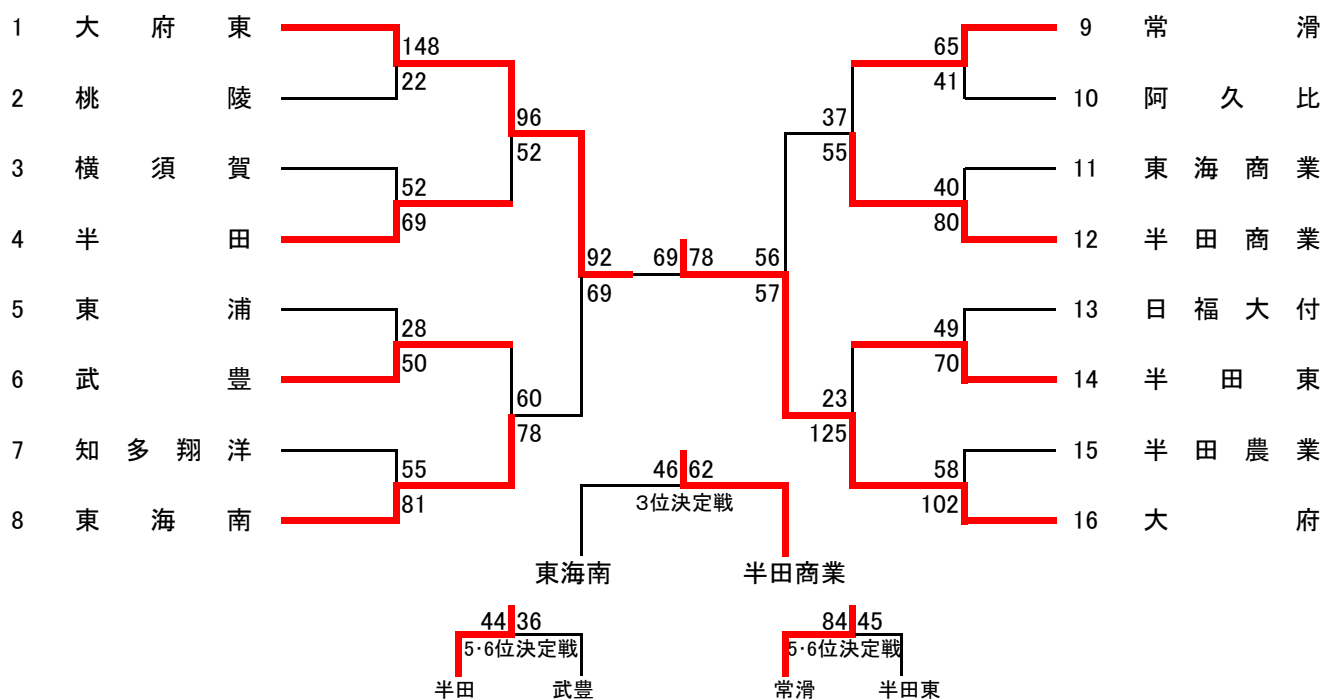 1 大府東
148
22
2 桃陵
96
52
3 横須賀
52
69
4 半田
92
69
5 東浦
28
50
6 武豊
60
78
7 知多翔洋
55
81
8 東海南
69 78
9 常滑
65
41
10 阿久比
37
55
11 東海商業
40
80
12 半田商業
56
57
13 日福大付
49
70
14 半田東
23
125
15 半田農業
58
102
16 大府
46 62
3位決定戦
東海南 半田商業
44 36
5・6位決定戦
半田 武豊
84 45
5・6位決定戦
常滑 半田東